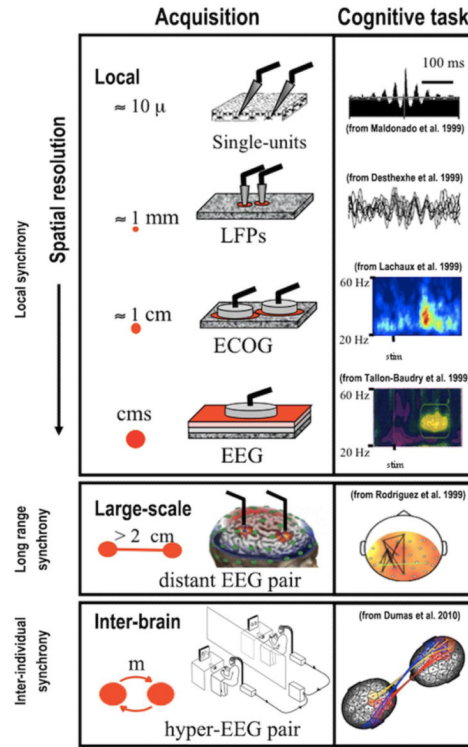 Acquisition
Cognitive task
Spatial resolution
Local synchrony
Local
≈ 10 μ
Single-units
100 ms
(from Maldonado et al. 1999)
≈ 1 mm
LFPs
(from Desthexhe et al. 1999)
≈ 1 cm
ECOG
(from Lachaux et al. 1999)
60 Hz
20 Hz
stim
cms
EEG
(from Tallon-Baudry et al. 1999)
60 Hz
20 Hz
stim
Long range
synchrony
Large-scale
> 2 cm
distant EEG pair
(from Rodriguez et al. 1999)
Inter-individual
synchrony
Inter-brain
m
hyper-EEG pair
(from Dumas et al. 2010)